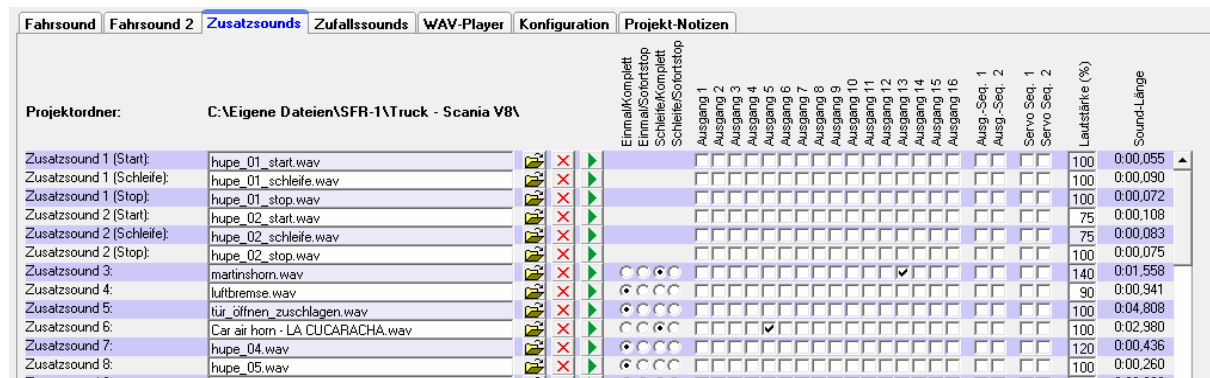 Fahrsound Fahrsound 2 Zusatzsounds Zufallssounds WAV-Player Konfiguration Projekt-Notizen
Projektordner: C:\Eigene Dateien\SFR-1\Truck - Scania V8\
Einmal/Komplett
Einmal/Sofortstop
Schleife/Komplett
Schleife/Sofortstop
Ausgang 1
Ausgang 2
Ausgang 3
Ausgang 4
Ausgang 5
Ausgang 6
Ausgang 7
Ausgang 8
Ausgang 9
Ausgang 10
Ausgang 11
Ausgang 12
Ausgang 13
Ausgang 14
Ausgang 15
Ausgang 16
Ausg.-Seq. 1
Ausg.-Seq. 2
Servo Seq. 1
Servo Seq. 2
Lautstärke (%)
Sound-Länge
Zusatzsound 1 (Start): hupe_01_start.wav 100 0:00,055
Zusatzsound 1 (Schleife): hupe_01_schleife.wav 100 0:00,090
Zusatzsound 1 (Stop): hupe_01_stop.wav 100 0:00,072
Zusatzsound 2 (Start): hupe_02_start.wav 75 0:00,108
Zusatzsound 2 (Schleife): hupe_02_schleife.wav 75 0:00,083
Zusatzsound 2 (Stop): hupe_02_stop.wav 100 0:00,075
Zusatzsound 3: martinshorn.wav 140 0:01,558
Zusatzsound 4: luftbremse.wav 90 0:00,941
Zusatzsound 5: tür_öffnen_zuschlagen.wav 100 0:04,808
Zusatzsound 6: Car air horn - LA CUCARACHA.wav 100 0:02,980
Zusatzsound 7: hupe_04.wav 120 0:00,436
Zusatzsound 8: hupe_05.wav 100 0:00,260